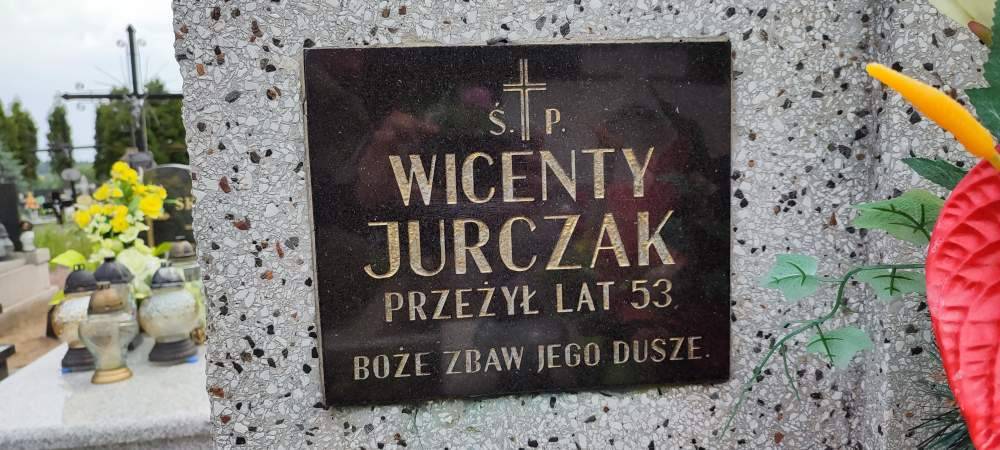 Ś. P.
WICENTY
JURCZAK
PRZEŻYŁ LAT 53.
BOŻE ZBAW JEGO DUSZE.